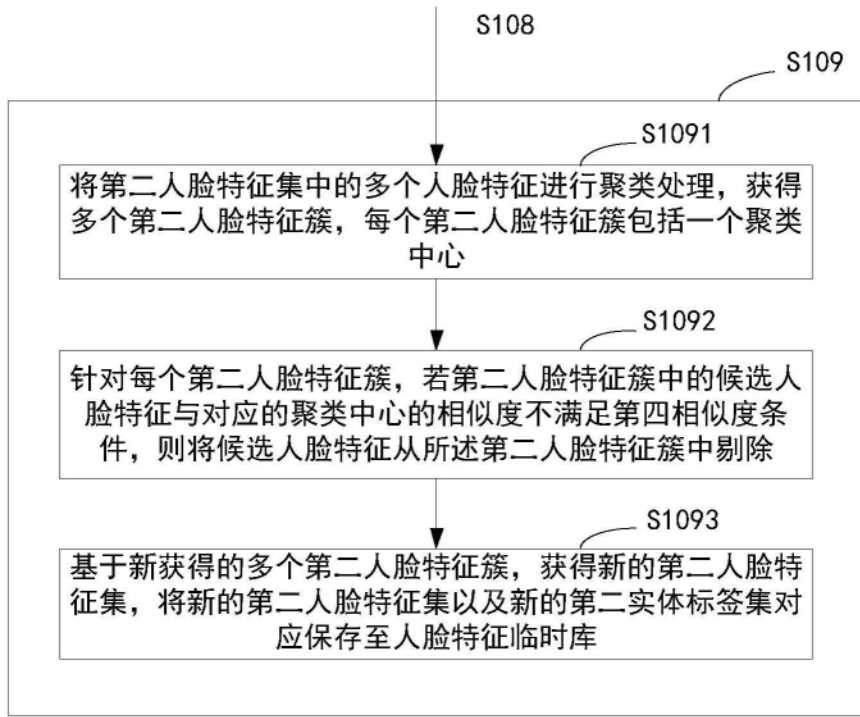 S108
S109
S1091
将第二人脸特征集中的多个人脸特征进行聚类处理，获得
多个第二人脸特征簇，每个第二人脸特征簇包括一个聚类
中心
S1092
针对每个第二人脸特征簇，若第二人脸特征簇中的候选人
脸特征与对应的聚类中心的相似度不满足第四相似度条
件，则将候选人脸特征从所述第二人脸特征簇中剔除
S1093
基于新获得的多个第二人脸特征簇，获得新的第二人脸特
征集，将新的第二人脸特征集以及新的第二实体标签集对
应保存至人脸特征临时库